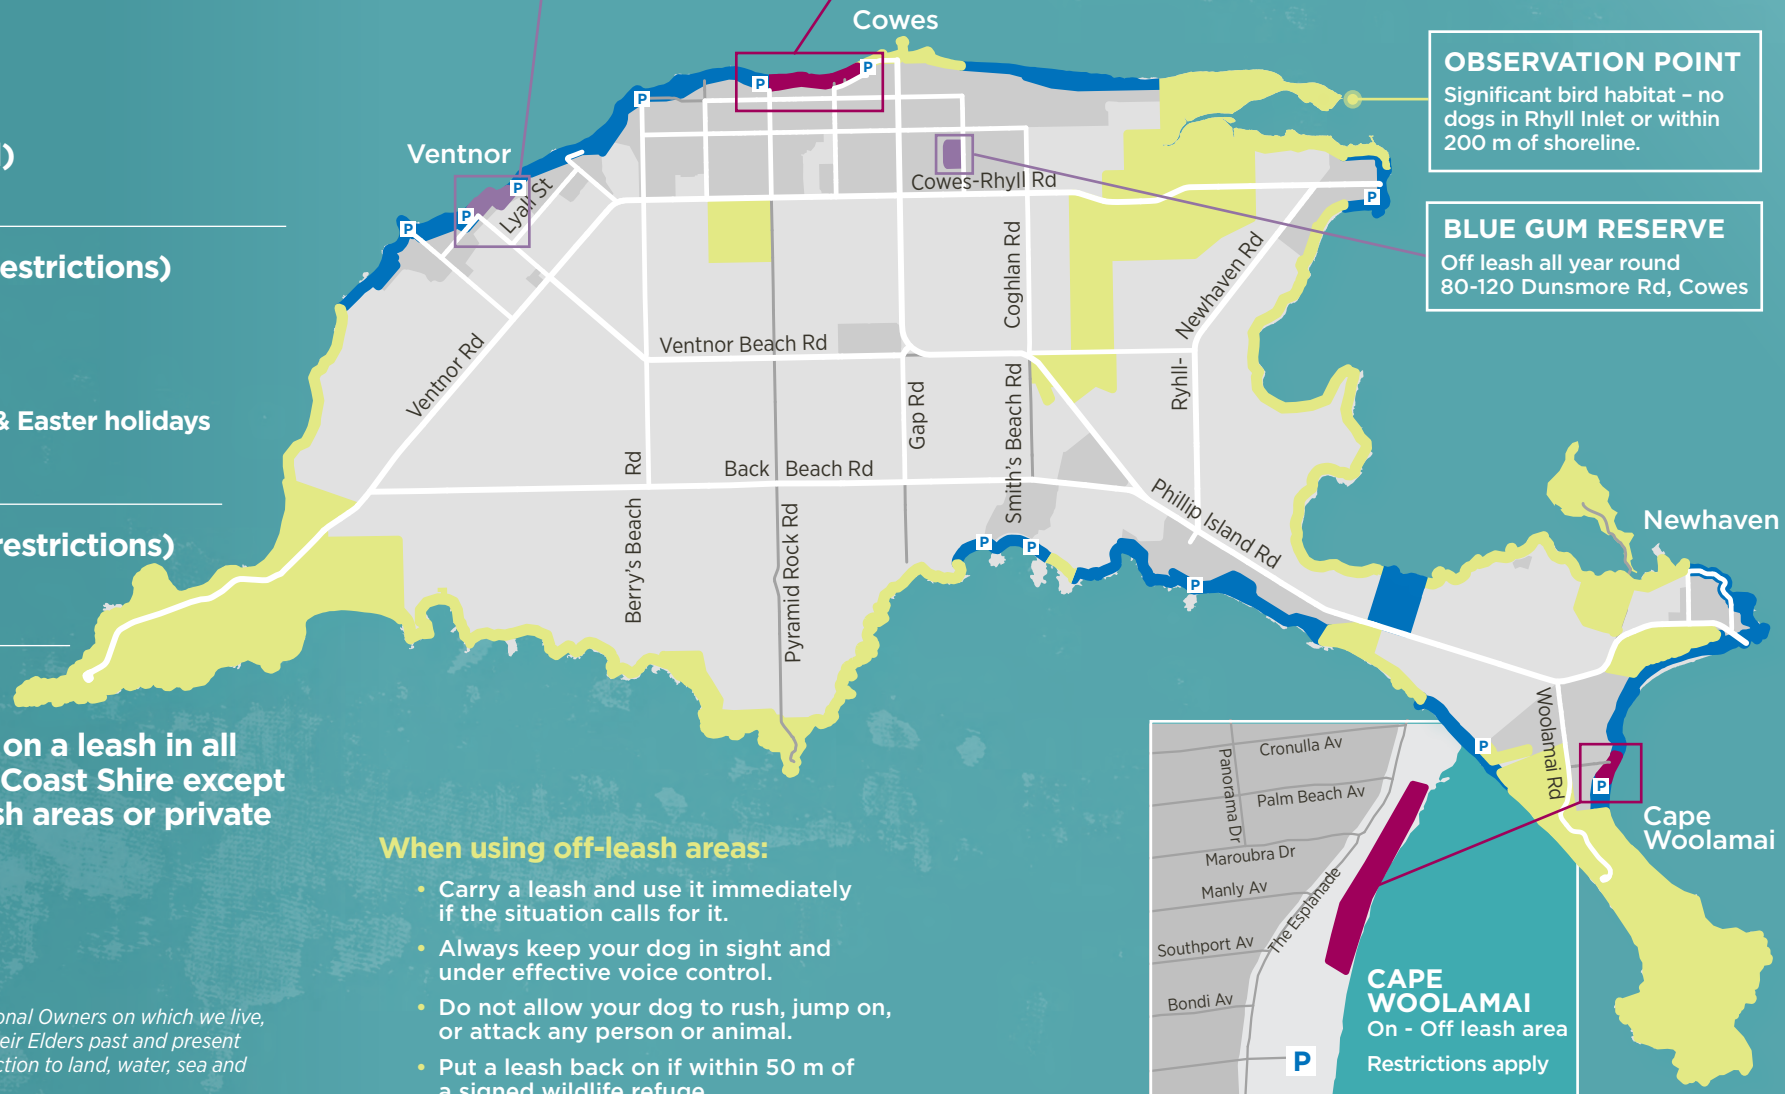 Cowes
Ventnor
Lyall St
Cowes-Rhyll Rd
OBSERVATION POINT
Significant bird habitat – no
dogs in Rhyll Inlet or within
200 m of shoreline.
BLUE GUM RESERVE
Off leash all year round
80-120 Dunsmore Rd, Cowes
Coghlan Rd
Newhaven Rd
Ryhll-
Ventnor Beach Rd
Ventnor Rd
Gap Rd
Smith's Beach Rd
Back Beach Rd
Berry's Beach Rd
Pyramid Rock Rd
Phillip Island Rd
Newhaven
Woolamai Rd
Cape
Woolamai
P
P
P
P
P
P
P
P
P
P
P
P
)
estrictions)
& Easter holidays
restrictions)
on a leash in all
Coast Shire except
sh areas or private
onal Owners on which we live,
eir Elders past and present
ction to land, water, sea and
When using off-leash areas:
• Carry a leash and use it immediately
if the situation calls for it.
• Always keep your dog in sight and
under effective voice control.
• Do not allow your dog to rush, jump on,
or attack any person or animal.
• Put a leash back on if within 50 m of
a signed wildlife refuge
Cronulla Av
Panorama Dr
Palm Beach Av
Maroubra Dr
Manly Av
The Esplanade
Southport Av
Bondi Av
P
CAPE
WOOLAMAI
On - Off leash area
Restrictions apply